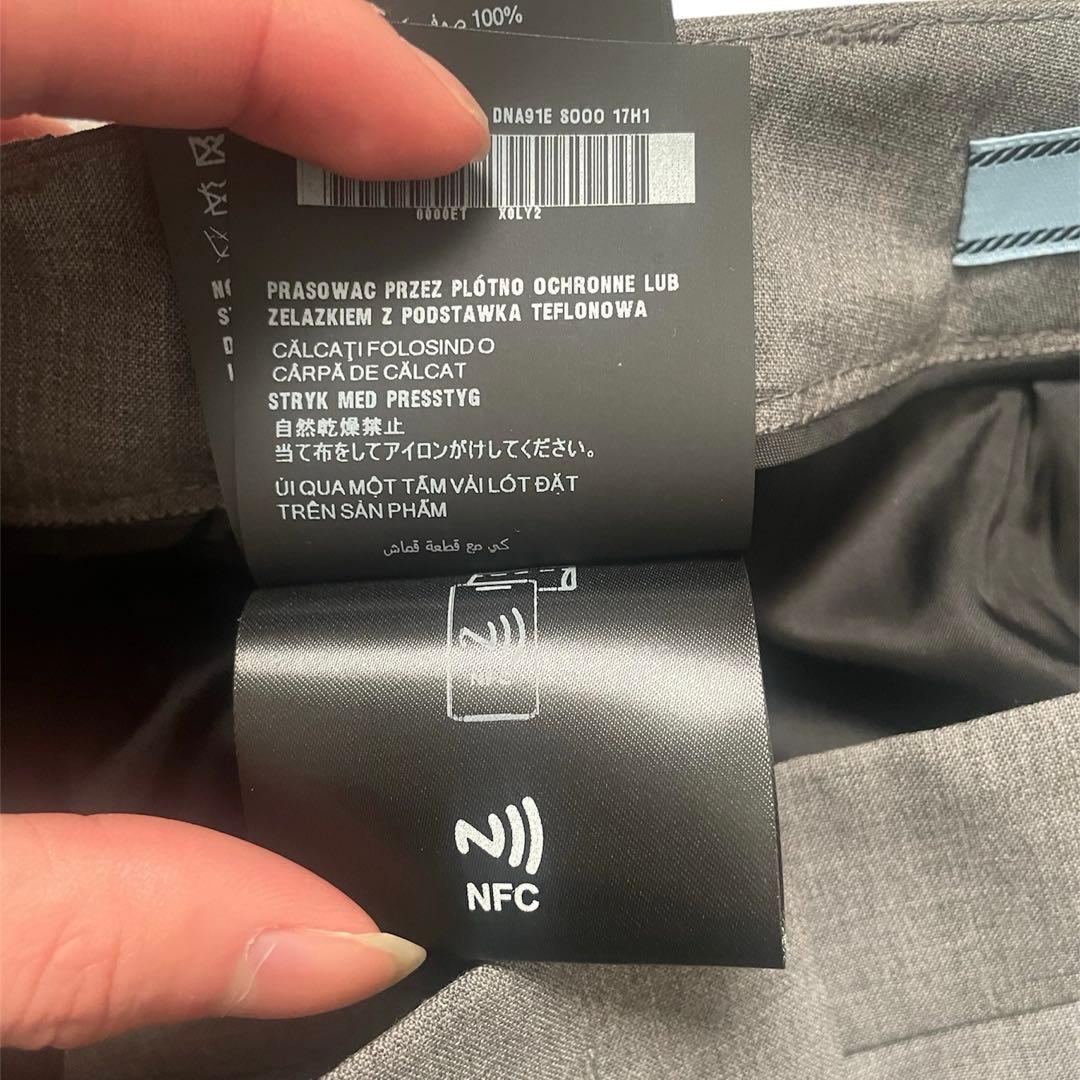 100%
DNA91E S000 17H1
0000E1 X0LY2
PRASOWAC PRZEZ PLÓTNO OCHRONNE LUB
ZELAZKIEM Z PODSTAWKA TEFLONOWA
CĂLCAŢI FOLOSIND O
CÂRPĂ DE CĂLCAT
STRYK MED PRESSTYG
自然乾燥禁止
当て布をしてアイロンがけしてください。
ỦI QUA MỘT TẤM VẢI LÓT ĐẶT
TRÊN SẢN PHẨM
كي مع قطعة قماش
NFC